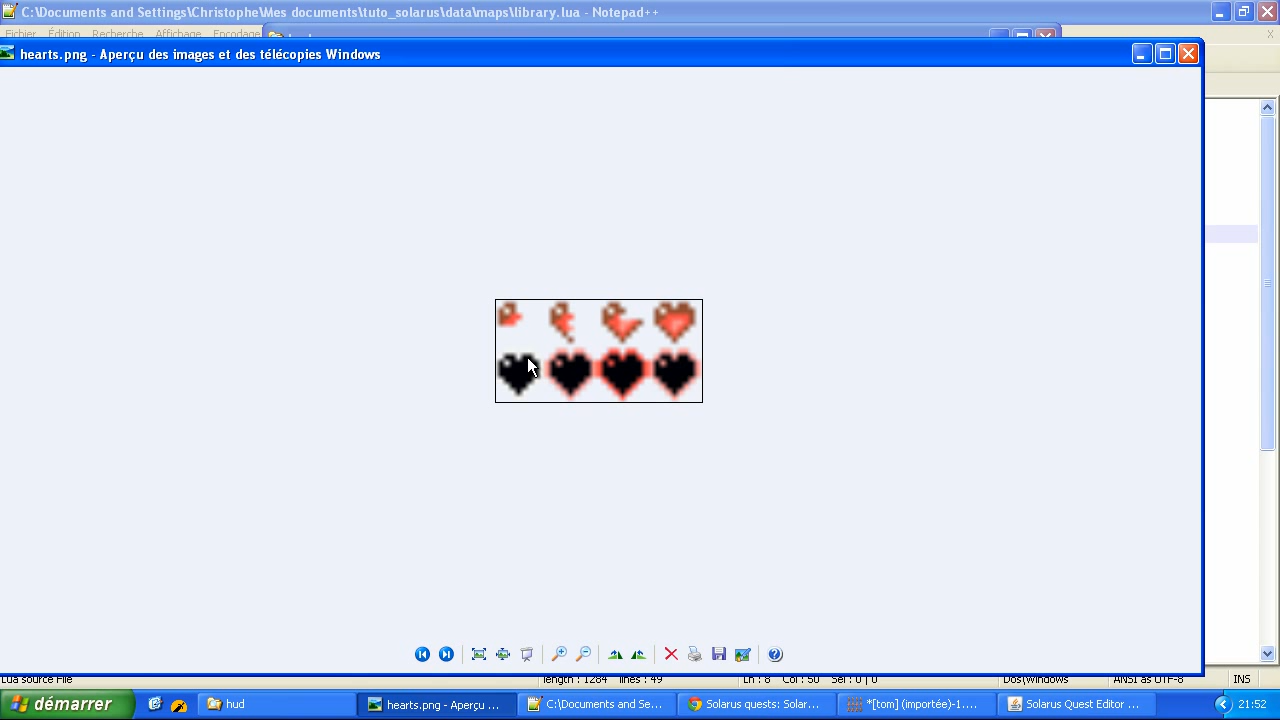 C:\Documents and Settings\Christophe\Mes documents\tuto_solarus\data\maps\library.lua - Notepad++
Fichier Édition Recherche Affichage Encodage
hearts.png - Aperçu des images et des télécopies Windows
Lua source File length : 1284 lines : 49 Ln : 8 Col : 50 Sel : 0 | 0 Dos\Windows ANSI as UTF-8 INS
démarrer hud hearts.png - Aperçu ... C:\Documents and Se... Solarus quests: Solar... *[tom] (importée)-1.... Solarus Quest Editor ... 21:52